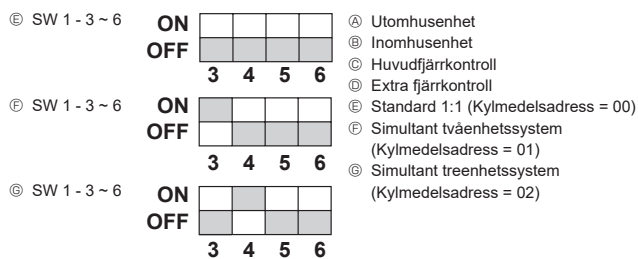 Ⓔ SW 1 - 3 ~ 6
ON
OFF
3 4 5 6
Ⓕ SW 1 - 3 ~ 6
ON
OFF
3 4 5 6
Ⓖ SW 1 - 3 ~ 6
ON
OFF
3 4 5 6
Ⓐ Utomhusenhet
Ⓑ Inomhusenhet
Ⓒ Huvudfjärrkontroll
Ⓓ Extra fjärrkontroll
Ⓔ Standard 1:1 (Kylmedelsadress = 00)
Ⓕ Simultant tvåenhetssystem
(Kylmedelsadress = 01)
Ⓖ Simultant treenhetssystem
(Kylmedelsadress = 02)